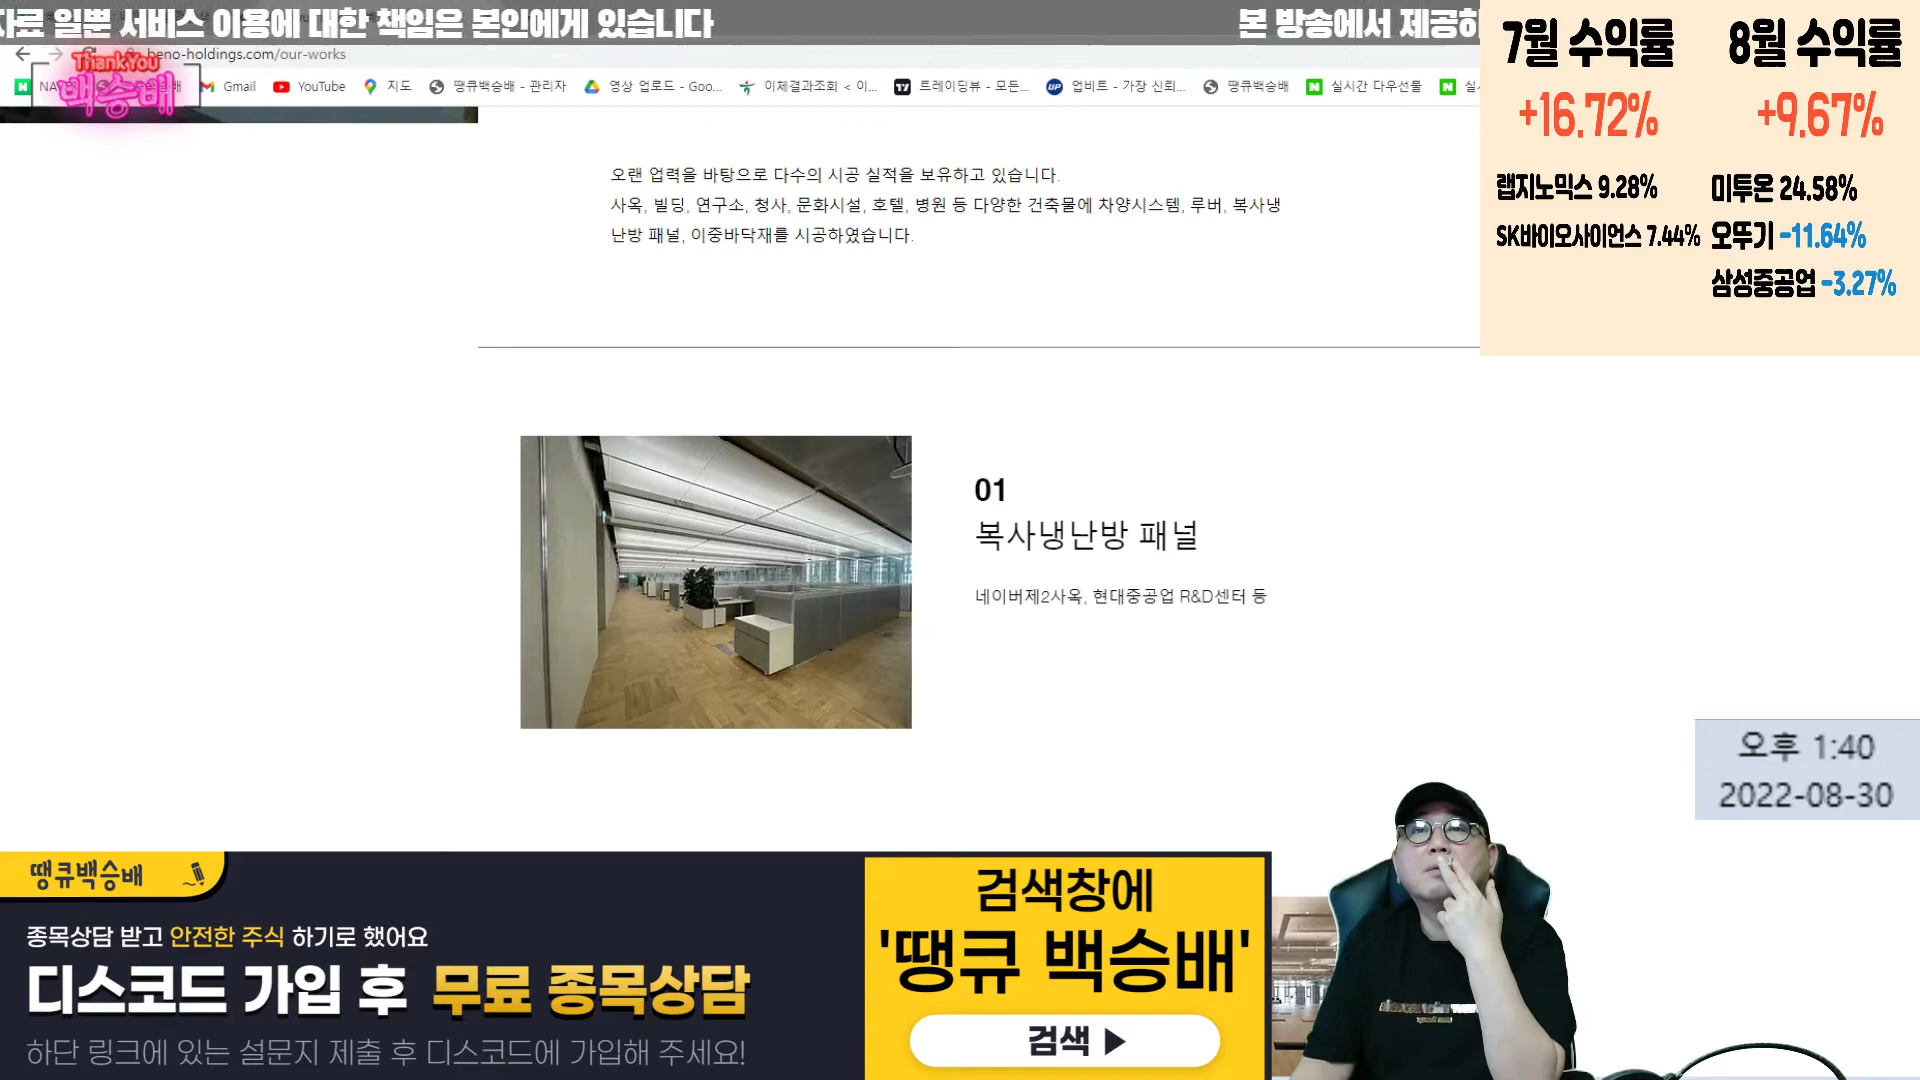 자료 일뿐 서비스 이용에 대한 책임은 본인에게 있습니다
본 방송에서 제공하
beno-holdings.com/our-works
ThankYou
백승배
Gmail
YouTube
지도
땡큐백승배 - 관리자
영상 업로드 - Goo...
이체결과조회 < 이...
트레이딩뷰 - 모든...
업비트 - 가장 신뢰...
땡큐백승배
실시간 다우선물
7월 수익률
+16.72%
랩지노믹스 9.28%
SK바이오사이언스 7.44%
8월 수익률
+9.67%
미투온 24.58%
오뚜기 -11.64%
삼성중공업 -3.27%
오랜 업력을 바탕으로 다수의 시공 실적을 보유하고 있습니다.
사옥, 빌딩, 연구소, 청사, 문화시설, 호텔, 병원 등 다양한 건축물에 차양시스템, 루버, 복사냉
난방 패널, 이중바닥재를 시공하였습니다.
01
복사냉난방 패널
네이버제2사옥, 현대중공업 R&D센터 등
오후 1:40
2022-08-30
땡큐백승배
종목상담 받고 안전한 주식 하기로 했어요
디스코드 가입 후 무료 종목상담
하단 링크에 있는 설문지 제출 후 디스코드에 가입해 주세요!
검색창에
'땡큐 백승배'
검색 ▶